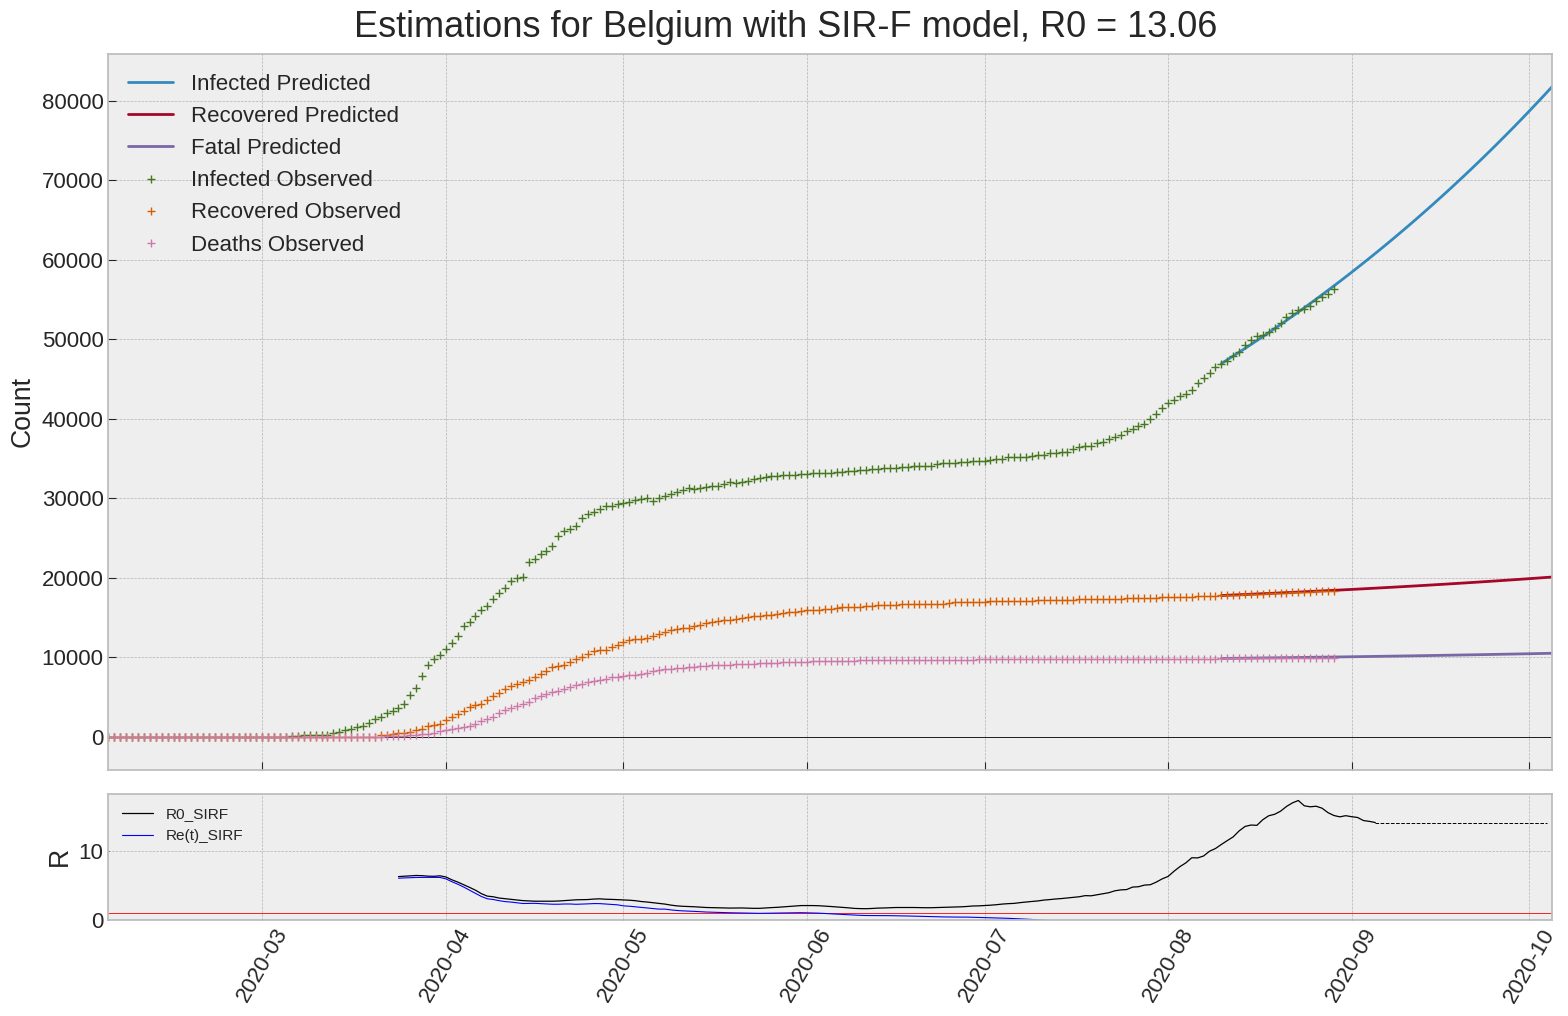 Estimations for Belgium with SIR-F model, R0 = 13.06
Infected Predicted
Recovered Predicted
Fatal Predicted
Infected Observed
Recovered Observed
Deaths Observed
80000
70000
60000
50000
40000
30000
20000
10000
0
Count
R0_SIRF
Re(t)_SIRF
10
0
R
2020-03
2020-04
2020-05
2020-06
2020-07
2020-08
2020-09
2020-10